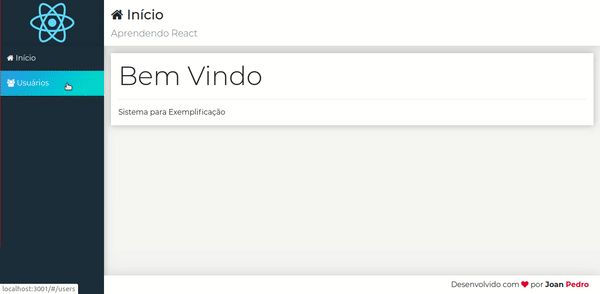 Início
Aprendendo React
Início
Usuários
Bem Vindo
Sistema para Exemplificação
Desenvolvido com por Joan Pedro
localhost:3001/#/users